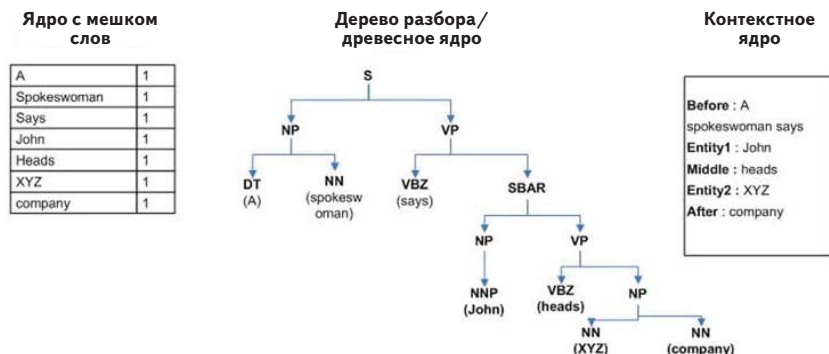 Ядро с мешком
слов
Дерево разбора/
древесное ядро
Контекстное
ядро
A 1
Spokeswoman 1
Says 1
John 1
Heads 1
XYZ 1
company 1
S
NP VP
DT
(A)
NN
(spokesw
oman)
VBZ
(says)
SBAR
NP VP
NNP
(John)
VBZ
(heads)
NP
NN
(XYZ)
NN
(company)
Before : A
spokeswoman says
Entity1 : John
Middle : heads
Entity2 : XYZ
After : company